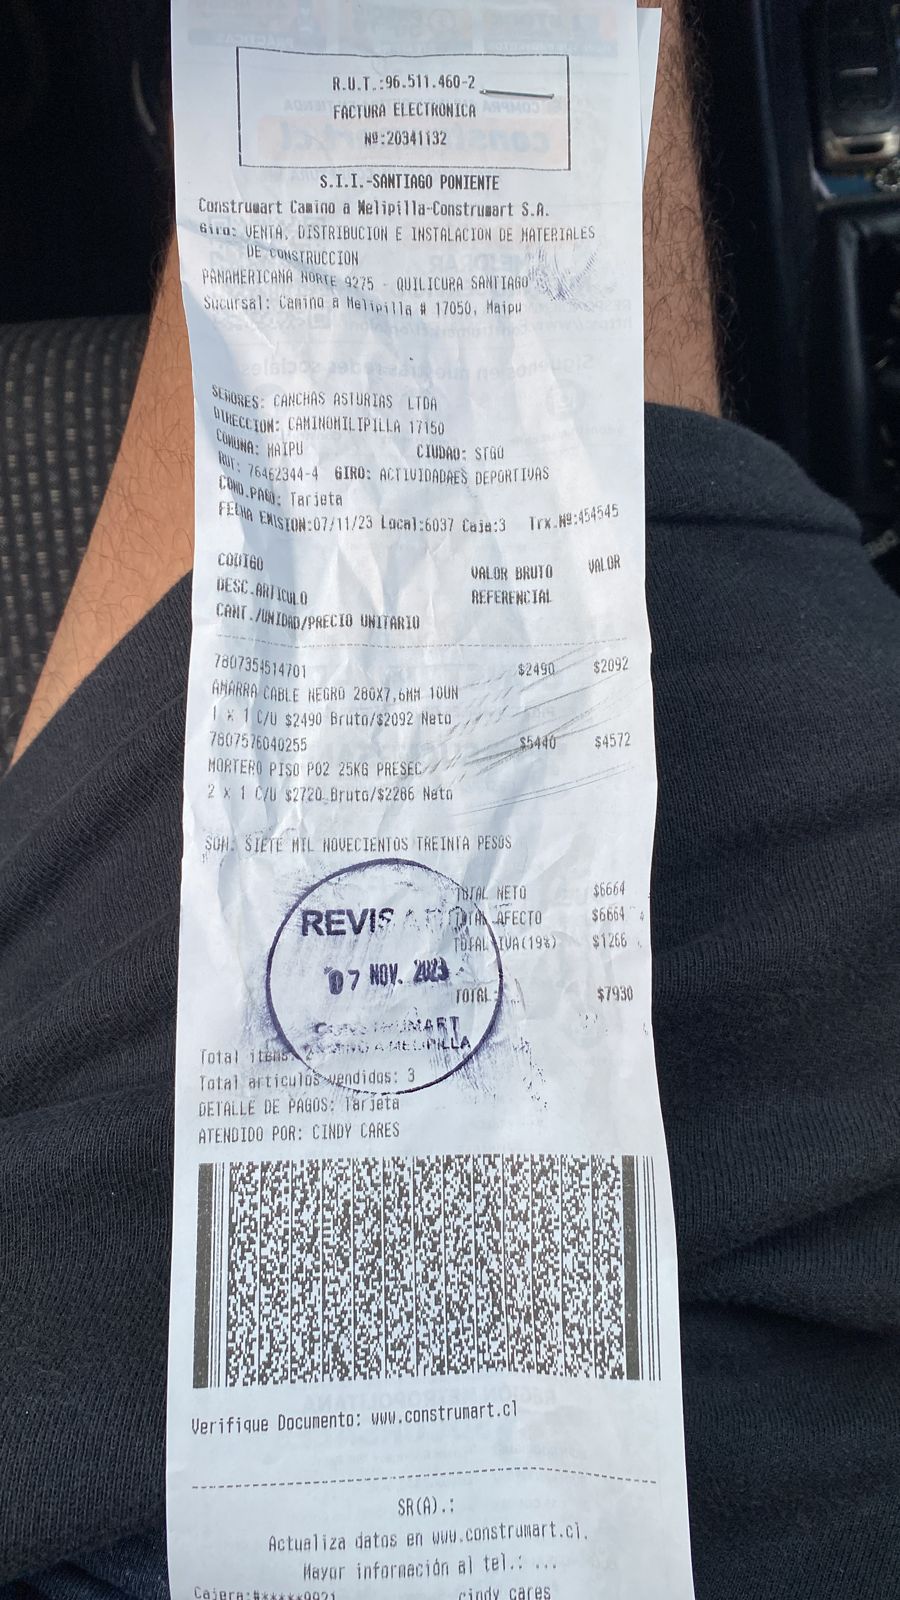 R.U.T.:96.511.460-2
FACTURA ELECTRONICA
Nº:20341132
S.I.I.-SANTIAGO PONIENTE
Construmart Camino a Melipilla-Construmart S.A.
Giro: VENTA, DISTRIBUCION E INSTALACION DE MATERIALES
DE CONSTRUCCION
PANAMERICANA NORTE 9275 - QUILICURA SANTIAGO
Sucursal: Camino a Melipilla # 17050, Maipu
SEÑORES: CANCHAS ASTURIAS LTDA
DIRECCION: CAMINOMILIPILLA 17150
COMUNA: MAIPU CIUDAD: STGO
RUT: 76462344-4 GIRO: ACTIVIDADAES DEPORTIVAS
COND.PAGO: Tarjeta
FECHA EMISION:07/11/23 Local:6037 Caja:3 Trx.Nº:454545
CODIGO VALOR BRUTO VALOR
DESC.ARTICULO REFERENCIAL
CANT./UNIDAD/PRECIO UNITARIO
7807354514701 $2490 $2092
AMARRA CABLE NEGRO 280X7,6MM 10UN
1 x 1 C/U $2490 Bruto/$2092 Neto
7807576040255 $5440 $4572
MORTERO PISO P02 25KG PRESEC
2 x 1 C/U $2720 Bruto/$2286 Neto
SON: SIETE MIL NOVECIENTOS TREINTA PESOS
TOTAL NETO $6664
TOTAL AFECTO $6664
TOTAL IVA(19%) $1266
TOTAL: $7930
REVISADO
07 NOV. 2023
CONSTRUMART
CAMINO A MELIPILLA
Total items: 2
Total articulos vendidos: 3
DETALLE DE PAGOS: Tarjeta
ATENDIDO POR: CINDY CARES
Verifique Documento: www.construmart.cl
SR(A).:
Actualiza datos en www.construmart.cl.
Mayor información al tel.: ...
Cajera:#*****9921 cindy cares